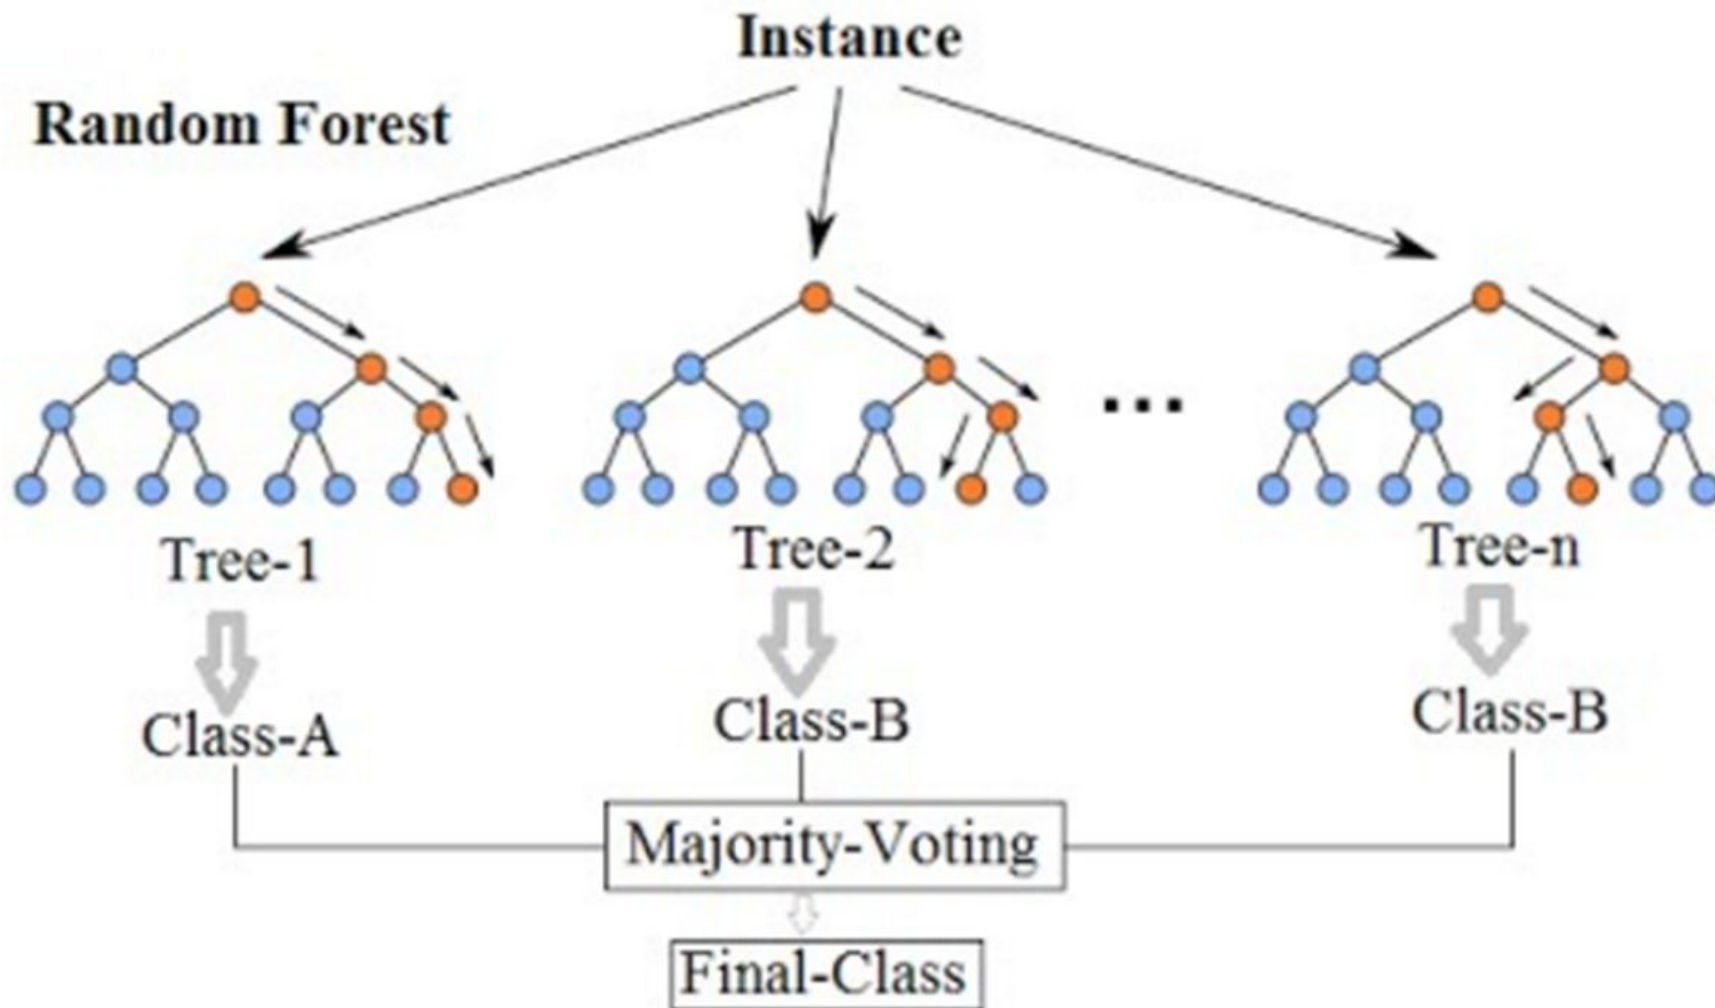 Instance
Random Forest
...
Tree-1
Tree-2
Tree-n
Class-A
Class-B
Class-B
Majority-Voting
Final-Class